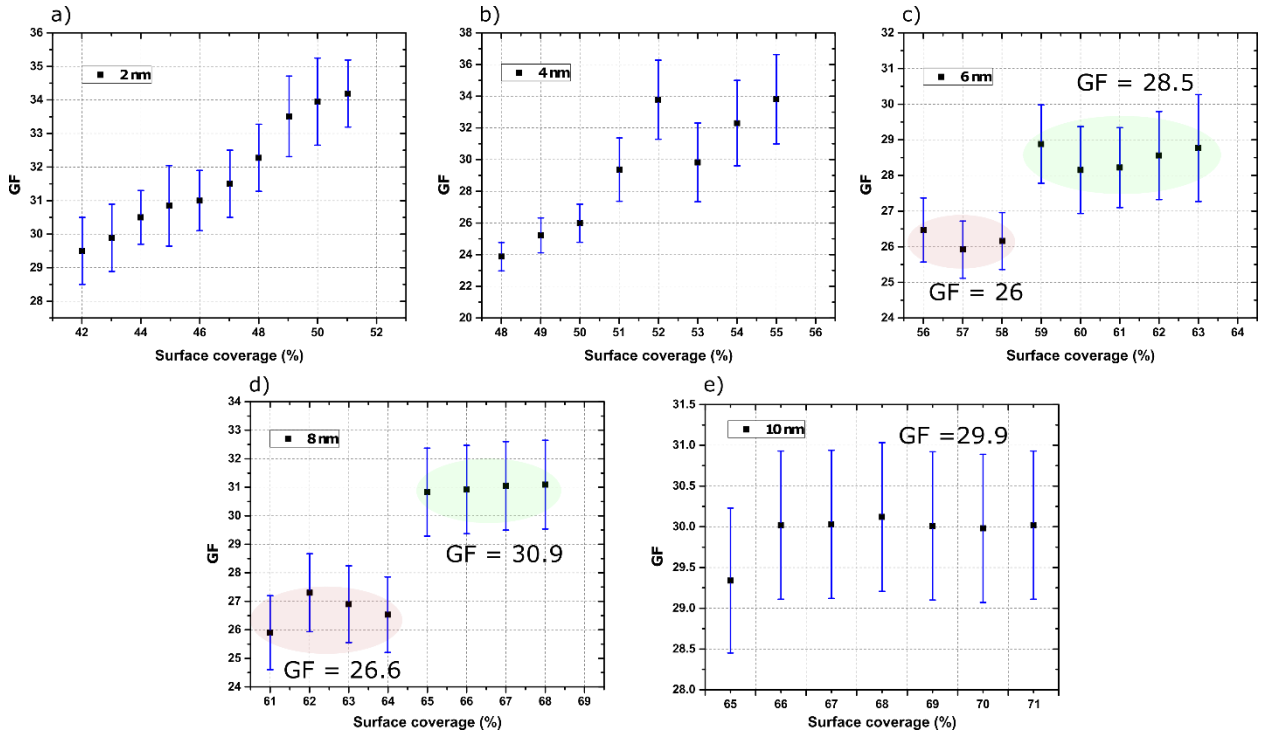 a)
36
35
34
33
32
31
30
29
28
GF
2 nm
42 44 46 48 50 52
Surface coverage (%)
b)
40
38
36
34
32
30
28
26
24
22
20
GF
4 nm
48 49 50 51 52 53 54 55 56
Surface coverage (%)
c)
32
31
30
29
28
27
26
25
24
GF
6 nm
GF = 28.5
GF = 26
56 57 58 59 60 61 62 63 64
Surface coverage (%)
d)
34
33
32
31
30
29
28
27
26
25
24
GF
8 nm
GF = 30.9
GF = 26.6
61 62 63 64 65 66 67 68 69
Surface coverage (%)
e)
31.5
31.0
30.5
30.0
29.5
29.0
28.5
28.0
GF
10 nm
GF =29.9
65 66 67 68 69 70 71
Surface coverage (%)